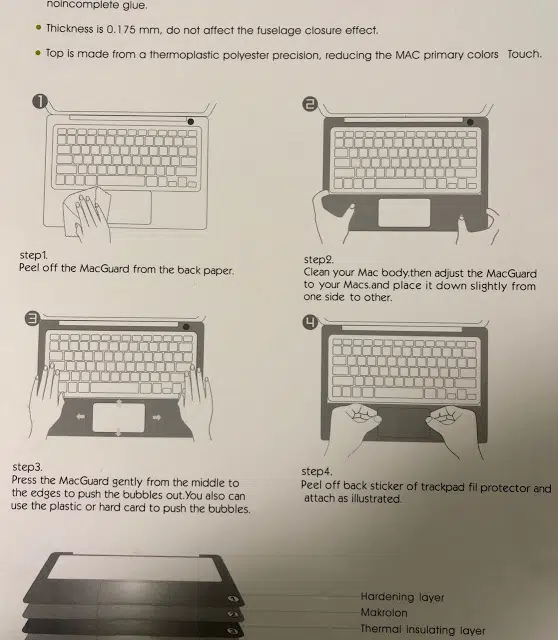 noincomplete glue.
• Thickness is 0.175 mm, do not affect the fuselage closure effect.
• Top is made from a thermoplastic polyester precision, reducing the MAC primary colors Touch.
1
2
step1.
Peel off the MacGuard from the back paper.
step2.
Clean your Mac body.then adjust the MacGuard
to your Macs.and place it down slightly from
one side to other.
3
4
step3.
Press the MacGuard gently from the middle to
the edges to push the bubbles out.You also can
use the plastic or hard card to push the bubbles.
step4.
Peel off back sticker of trackpad fil protector and
attach as illustrated.
1 Hardening layer
2 Makrolon
3 Thermal insulating layer